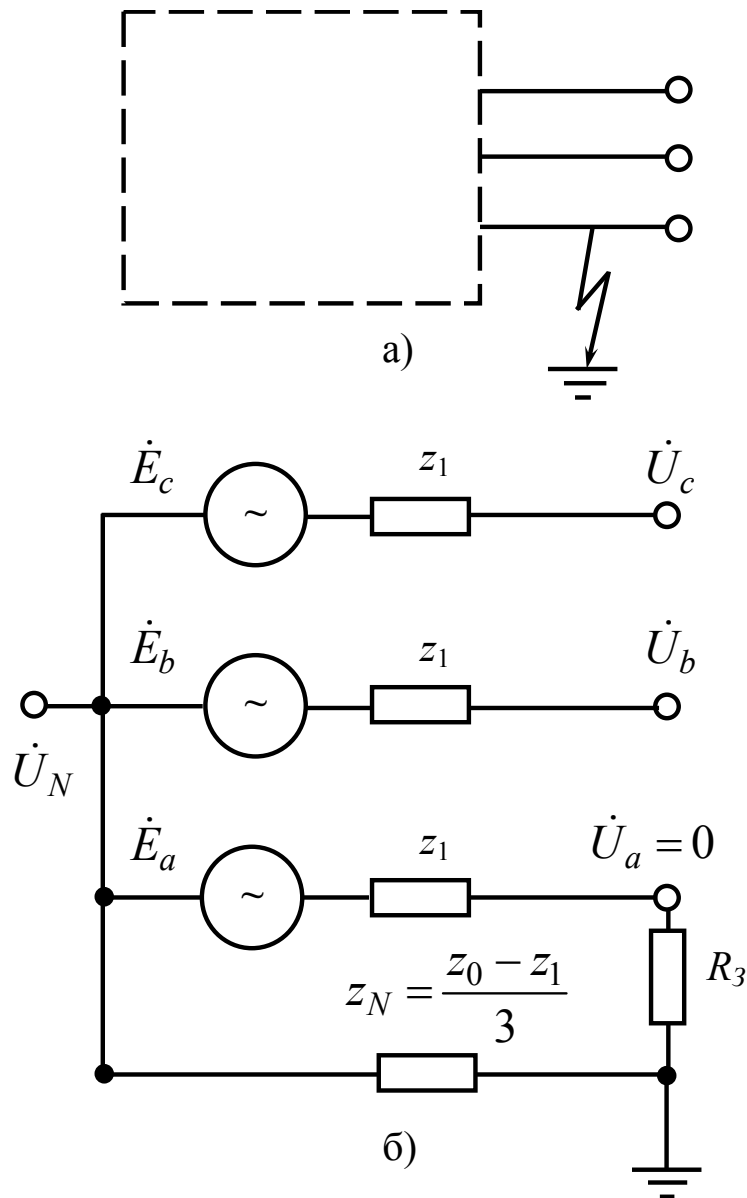 а)
Ė_c z_1 U̇_c
~
Ė_b z_1 U̇_b
~
U̇_N
Ė_a z_1 U̇_a = 0
~
z_N = (z_0 − z_1)/3 R_З
б)